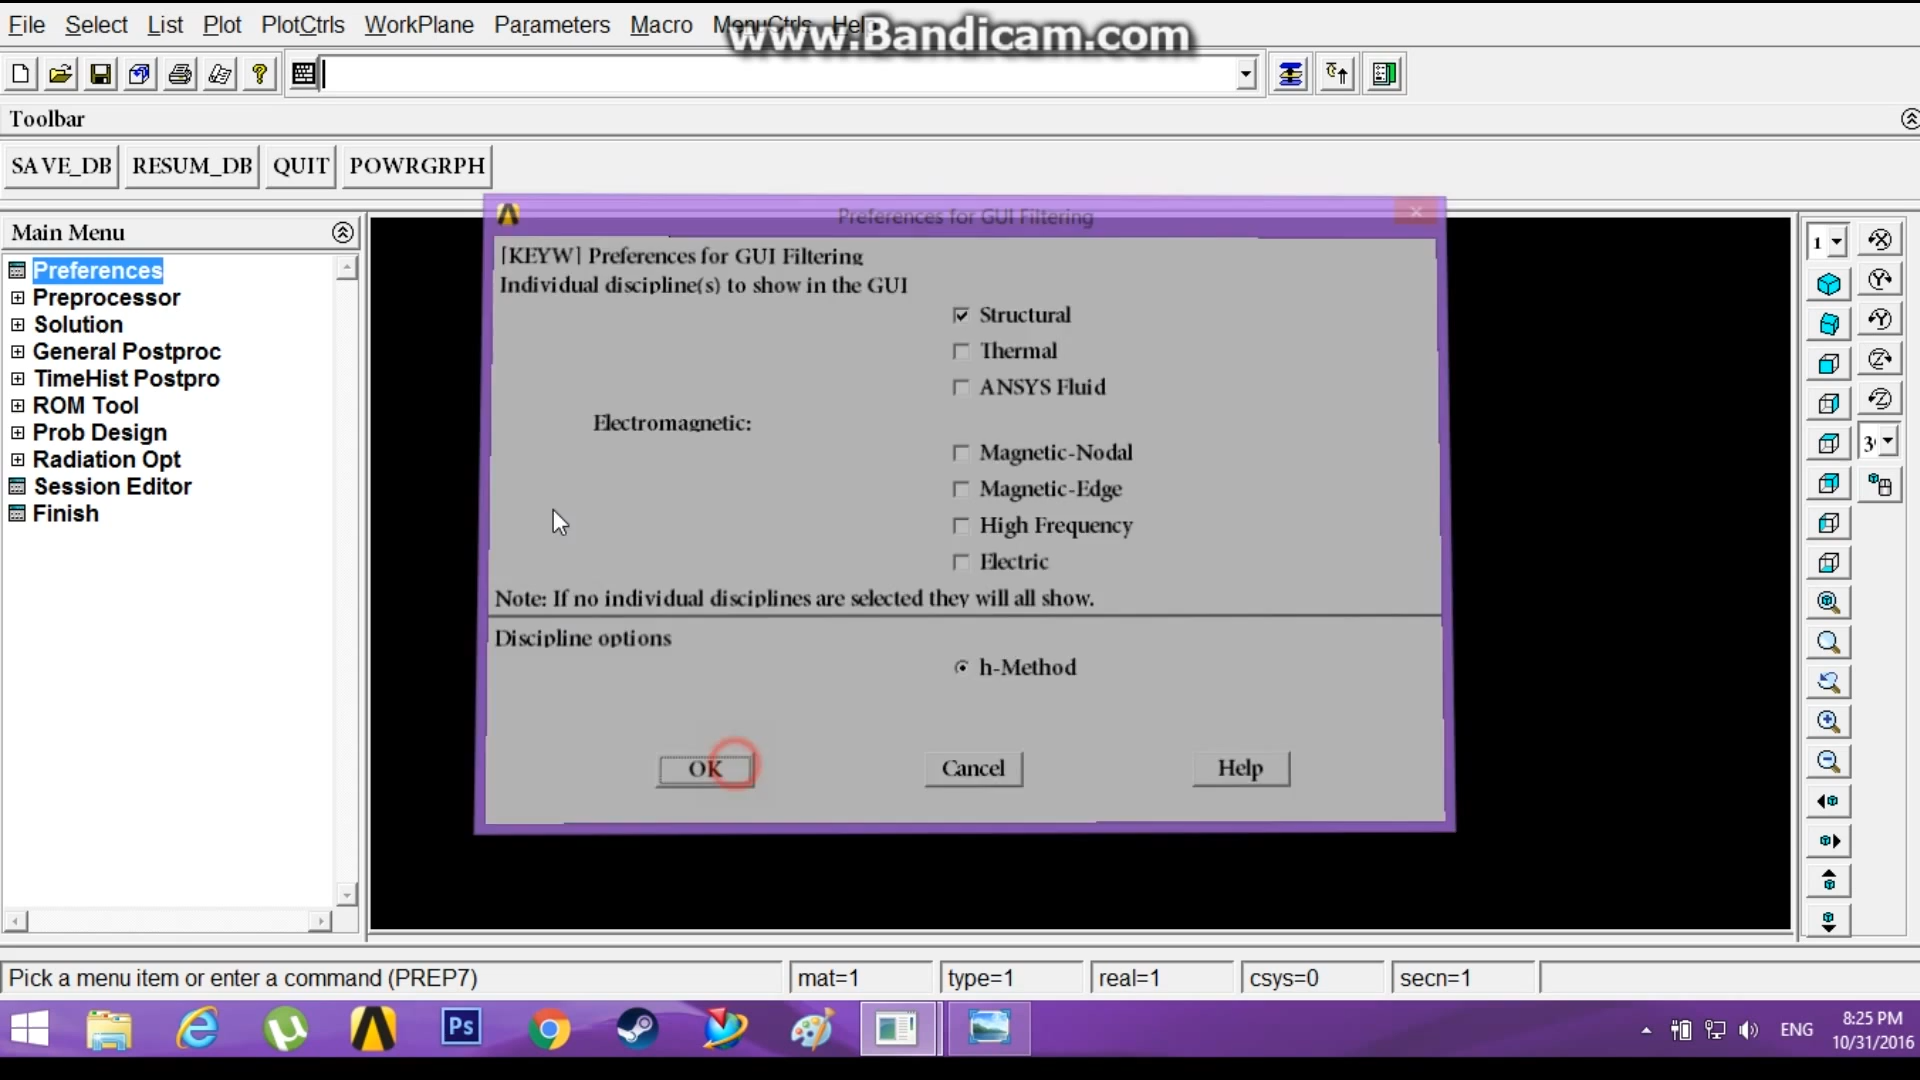 File Select List Plot PlotCtrls WorkPlane Parameters Macro MenuCtrls Help
www.Bandicam.com
Toolbar
SAVE_DB RESUM_DB QUIT POWRGRPH
Main Menu
Preferences
Preprocessor
Solution
General Postproc
TimeHist Postpro
ROM Tool
Prob Design
Radiation Opt
Session Editor
Finish
Preferences for GUI Filtering
[KEYW] Preferences for GUI Filtering
Individual discipline(s) to show in the GUI
Structural
Thermal
ANSYS Fluid
Electromagnetic:
Magnetic-Nodal
Magnetic-Edge
High Frequency
Electric
Note: If no individual disciplines are selected they will all show.
Discipline options
h-Method
OK Cancel Help
1
3
Pick a menu item or enter a command (PREP7) mat=1 type=1 real=1 csys=0 secn=1
Ps
ENG
8:25 PM
10/31/2016